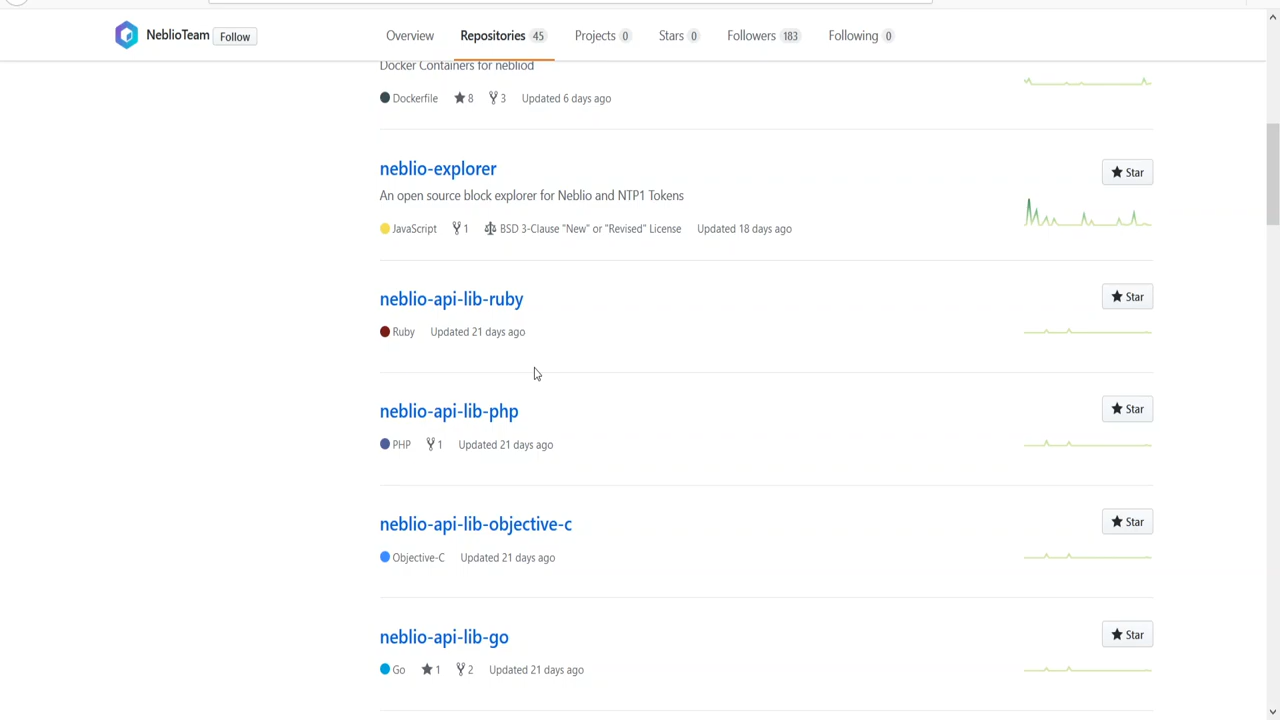 NeblioTeam Follow Overview Repositories 45 Projects 0 Stars 0 Followers 183 Following 0
Docker Containers for nebliod
Dockerfile 8 3 Updated 6 days ago
neblio-explorer Star
An open source block explorer for Neblio and NTP1 Tokens
JavaScript 1 BSD 3-Clause "New" or "Revised" License Updated 18 days ago
neblio-api-lib-ruby Star
Ruby Updated 21 days ago
neblio-api-lib-php Star
PHP 1 Updated 21 days ago
neblio-api-lib-objective-c Star
Objective-C Updated 21 days ago
neblio-api-lib-go Star
Go 1 2 Updated 21 days ago